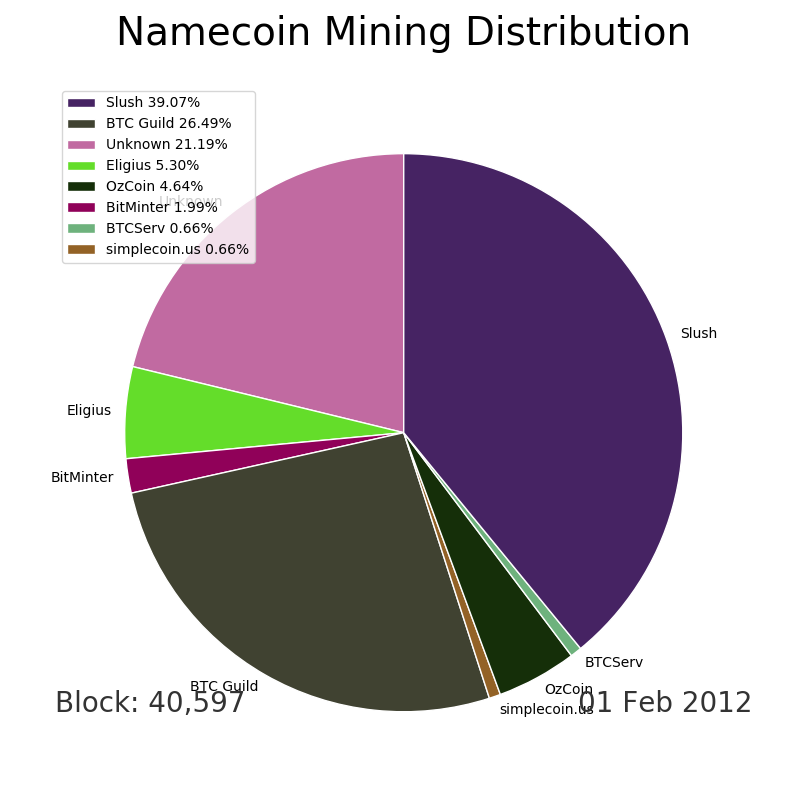 Namecoin Mining Distribution
Slush 39.07%
BTC Guild 26.49%
Unknown 21.19%
Eligius 5.30%
OzCoin 4.64%
BitMinter 1.99%
BTCServ 0.66%
simplecoin.us 0.66%
Unknown
Slush
Eligius
BitMinter
BTCServ
BTC Guild
OzCoin
simplecoin.us
Block: 40,597
01 Feb 2012